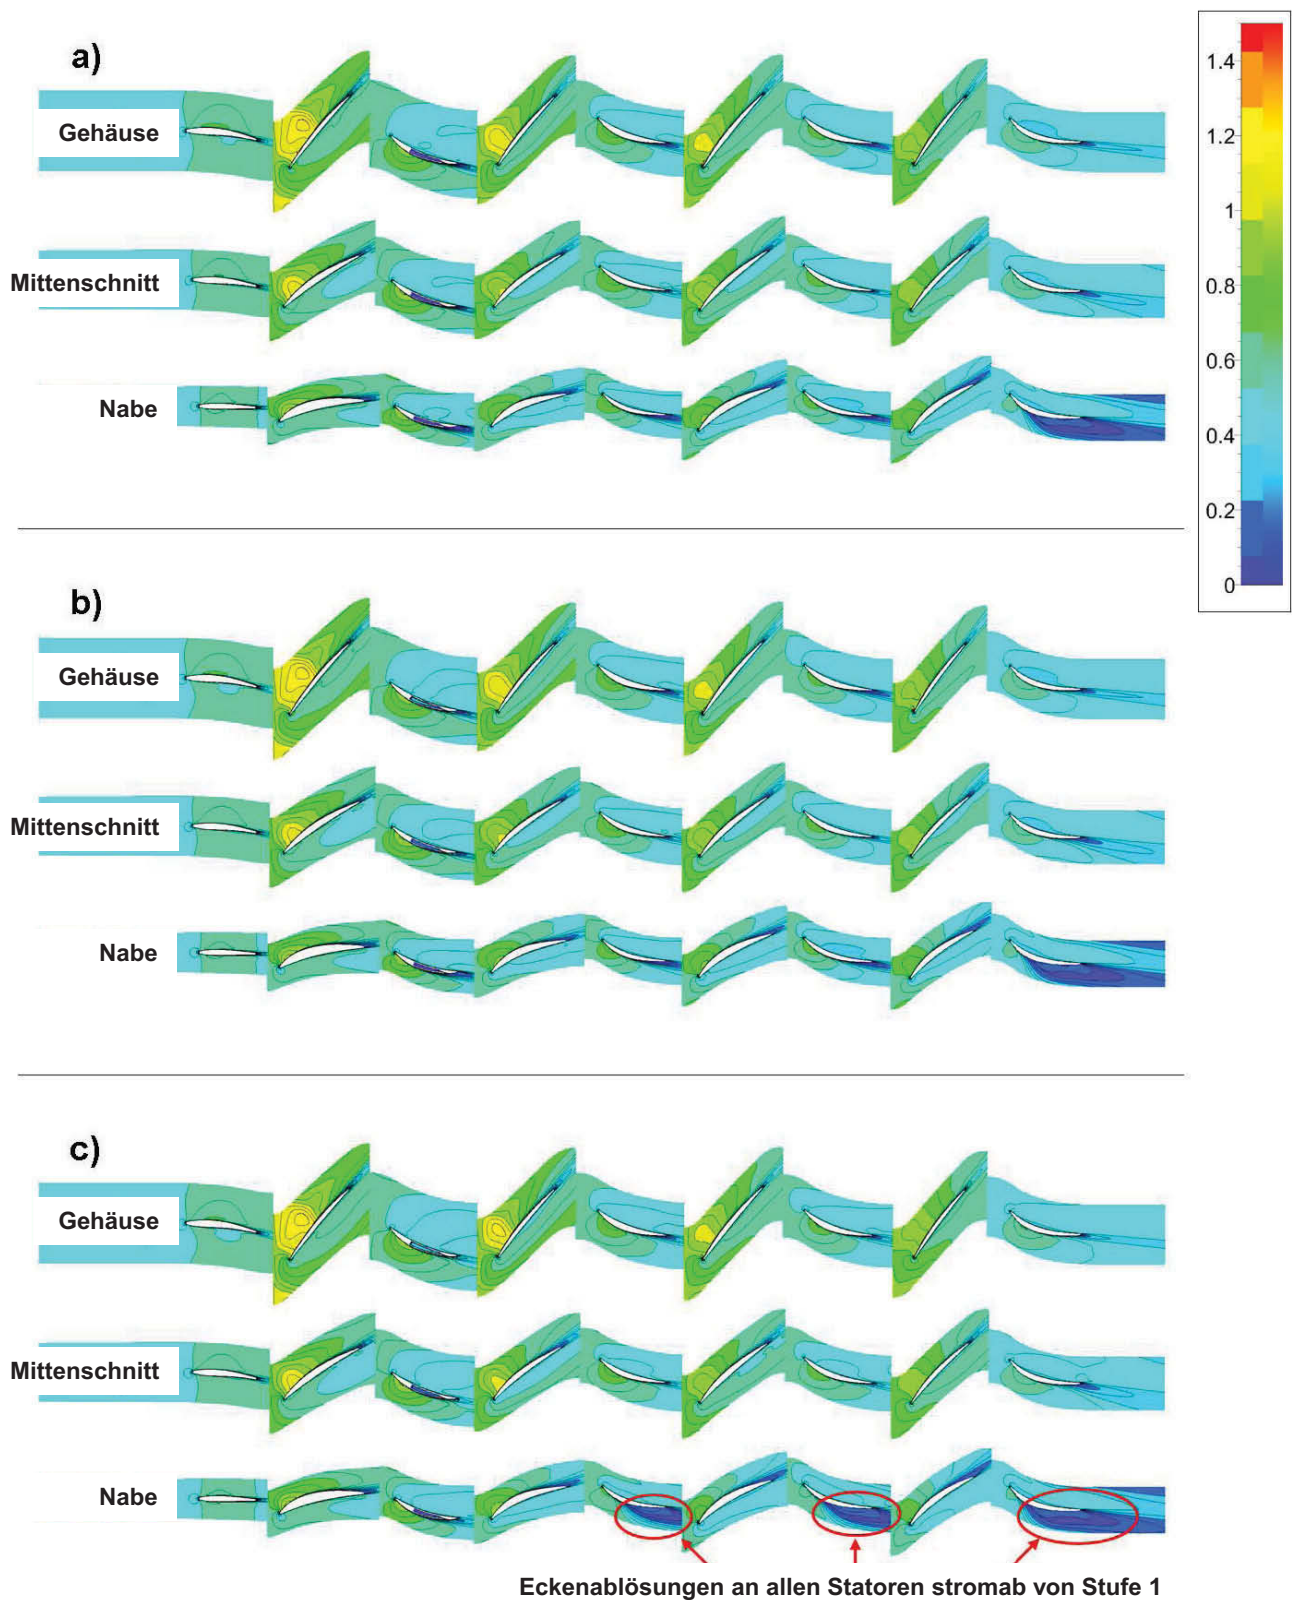 a)
Gehäuse
Mittenschnitt
Nabe
1.4
1.2
1
0.8
0.6
0.4
0.2
0
b)
Gehäuse
Mittenschnitt
Nabe
c)
Gehäuse
Mittenschnitt
Nabe
Eckenablösungen an allen Statoren stromab von Stufe 1